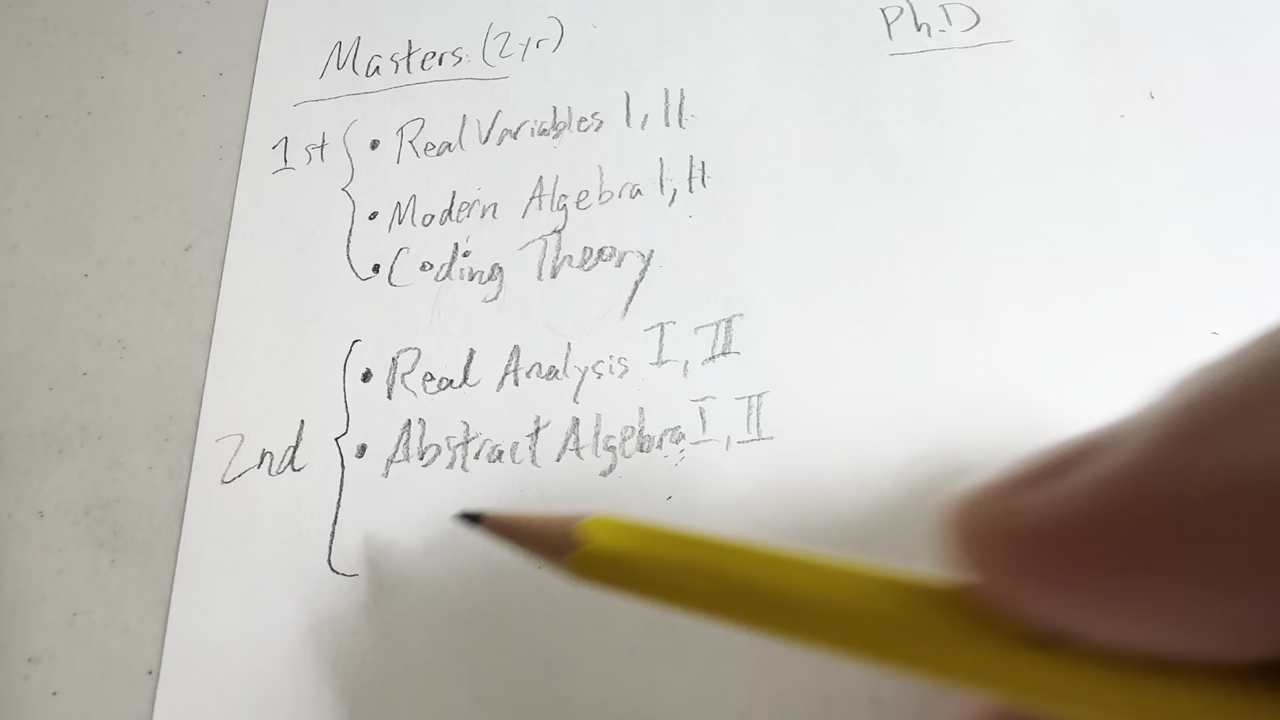 Masters (2yr)
Ph.D
1st
• Real Variables I, II
• Modern Algebra I, II
• Coding Theory
2nd
• Real Analysis I, II
• Abstract Algebra I, II